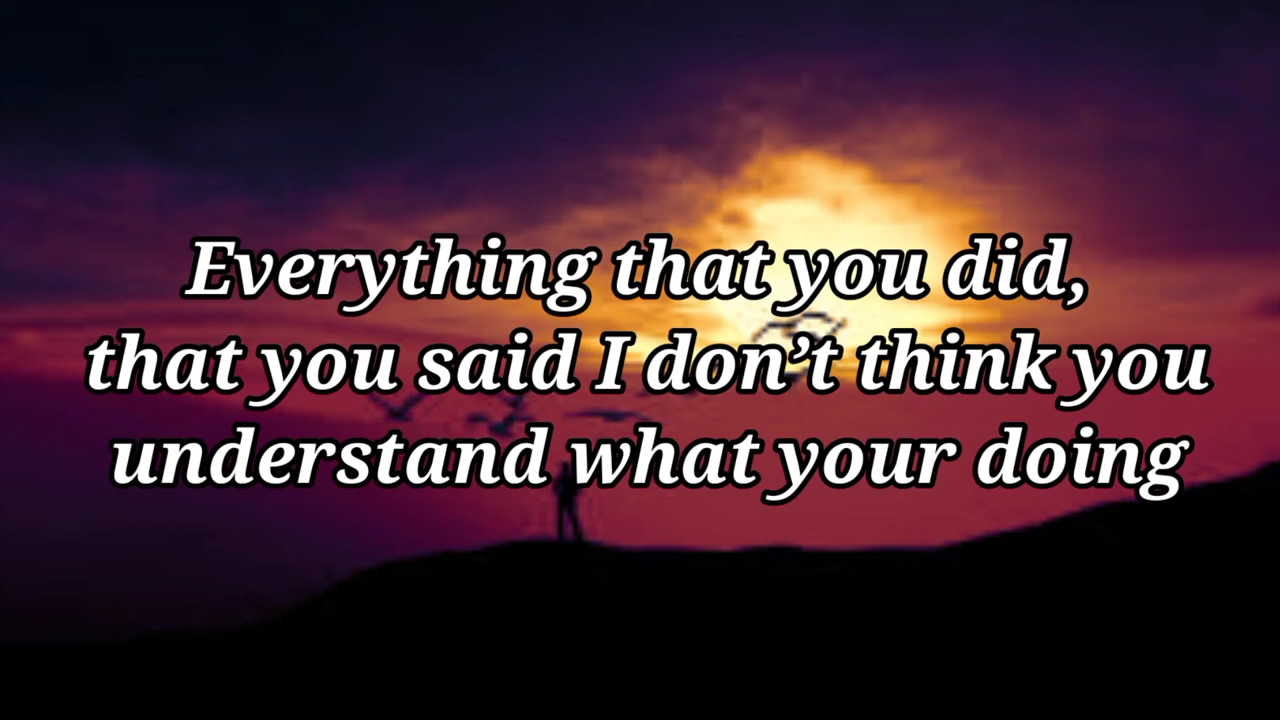 Everything that you did,
that you said I don’t think you
understand what your doing